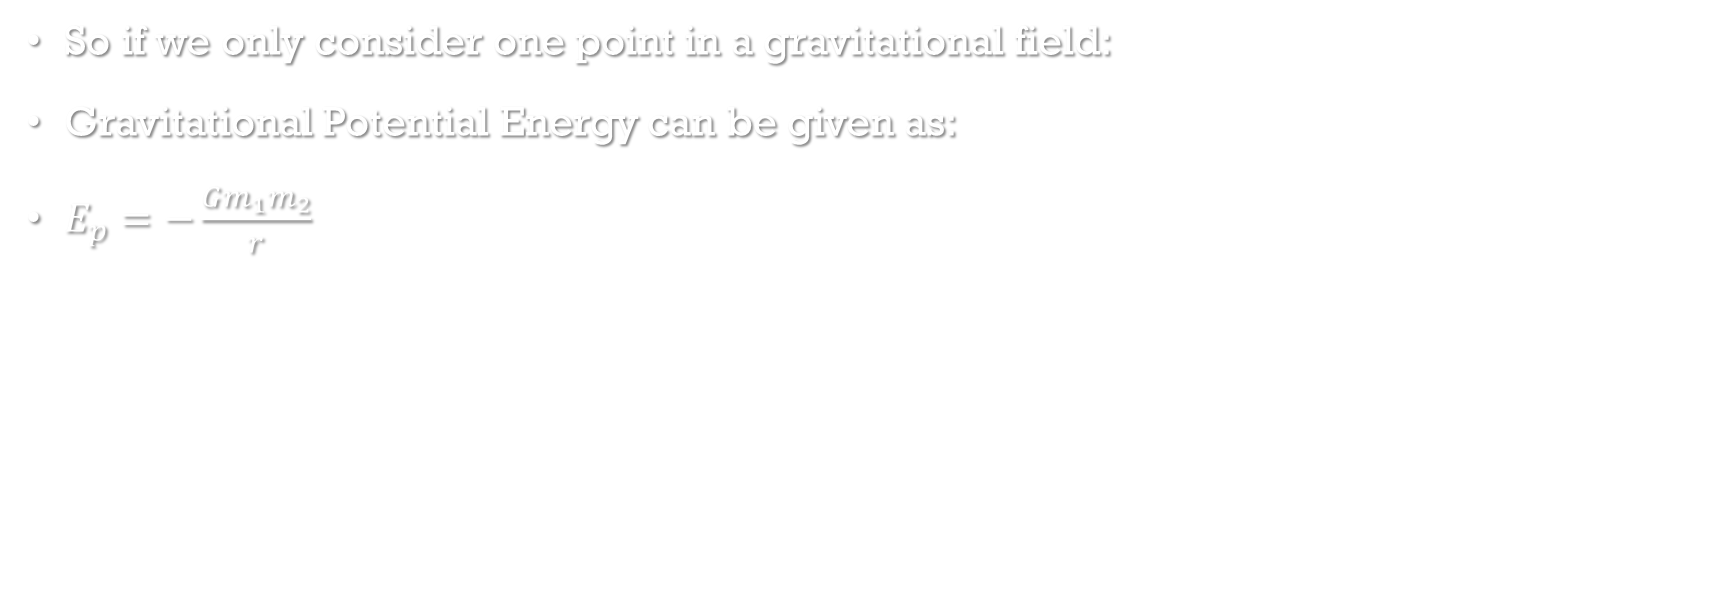 • So if we only consider one point in a gravitational field:
• Gravitational Potential Energy can be given as:
• $E_p = -\frac{Gm_1m_2}{r}$